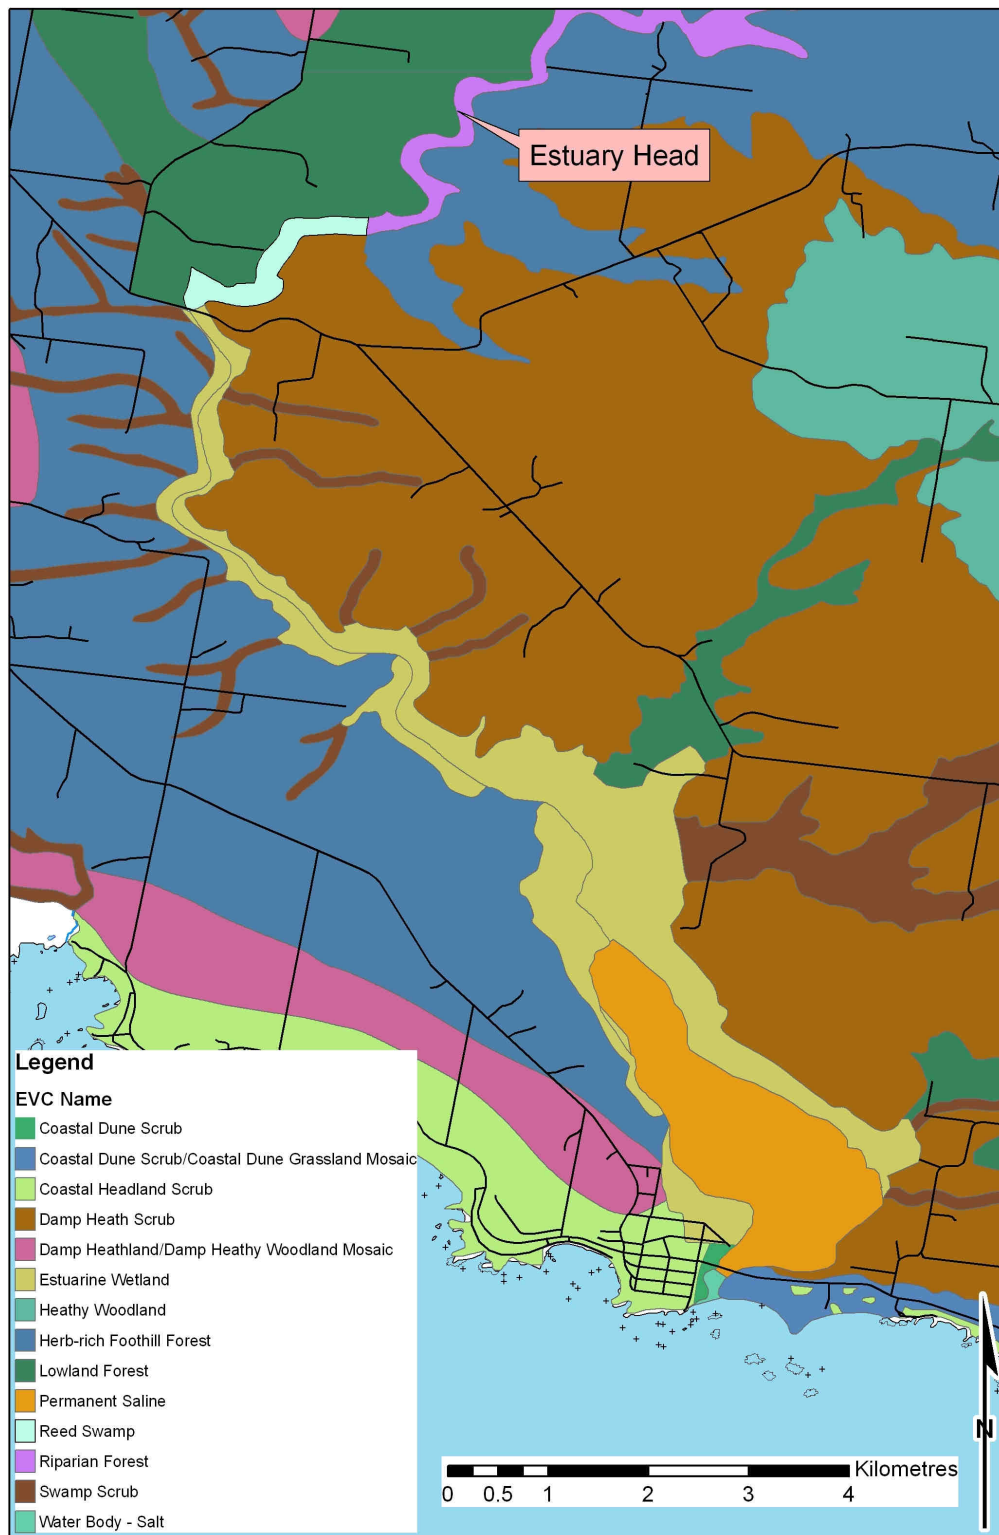 Estuary Head
Legend
EVC Name
Coastal Dune Scrub
Coastal Dune Scrub/Coastal Dune Grassland Mosaic
Coastal Headland Scrub
Damp Heath Scrub
Damp Heathland/Damp Heathy Woodland Mosaic
Estuarine Wetland
Heathy Woodland
Herb-rich Foothill Forest
Lowland Forest
Permanent Saline
Reed Swamp
Riparian Forest
Swamp Scrub
Water Body - Salt
N
Kilometres
0 0.5 1 2 3 4